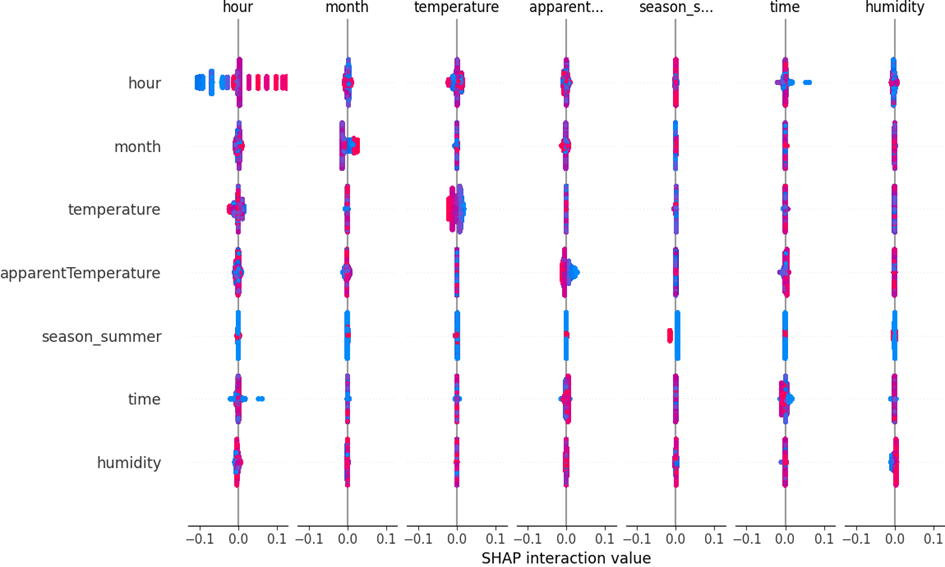 hour month temperature apparent... season_s... time humidity
hour
month
temperature
apparentTemperature
season_summer
time
humidity
−0.1 0.0 0.1 −0.1 0.0 0.1 −0.1 0.0 0.1 −0.1 0.0 0.1 −0.1 0.0 0.1 −0.1 0.0 0.1 −0.1 0.0 0.1
SHAP interaction value